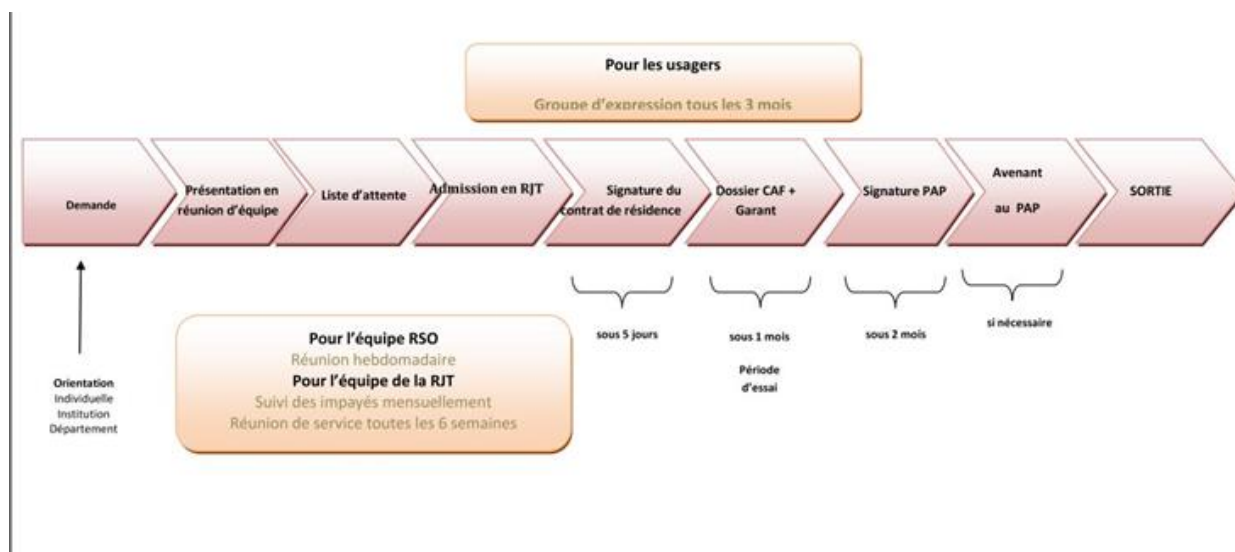 Pour les usagers
Groupe d'expression tous les 3 mois
Demande
Présentation en
réunion d'équipe
Liste d'attente
Admission en RJT
Signature du
contrat de résidence
Dossier CAF +
Garant
Signature PAP
Avenant
au PAP
SORTIE
sous 5 jours
sous 1 mois
Période
d'essai
sous 2 mois
si nécessaire
Orientation
Individuelle
Institution
Département
Pour l'équipe RSO
Réunion hebdomadaire
Pour l'équipe de la RJT
Suivi des impayés mensuellement
Réunion de service toutes les 6 semaines